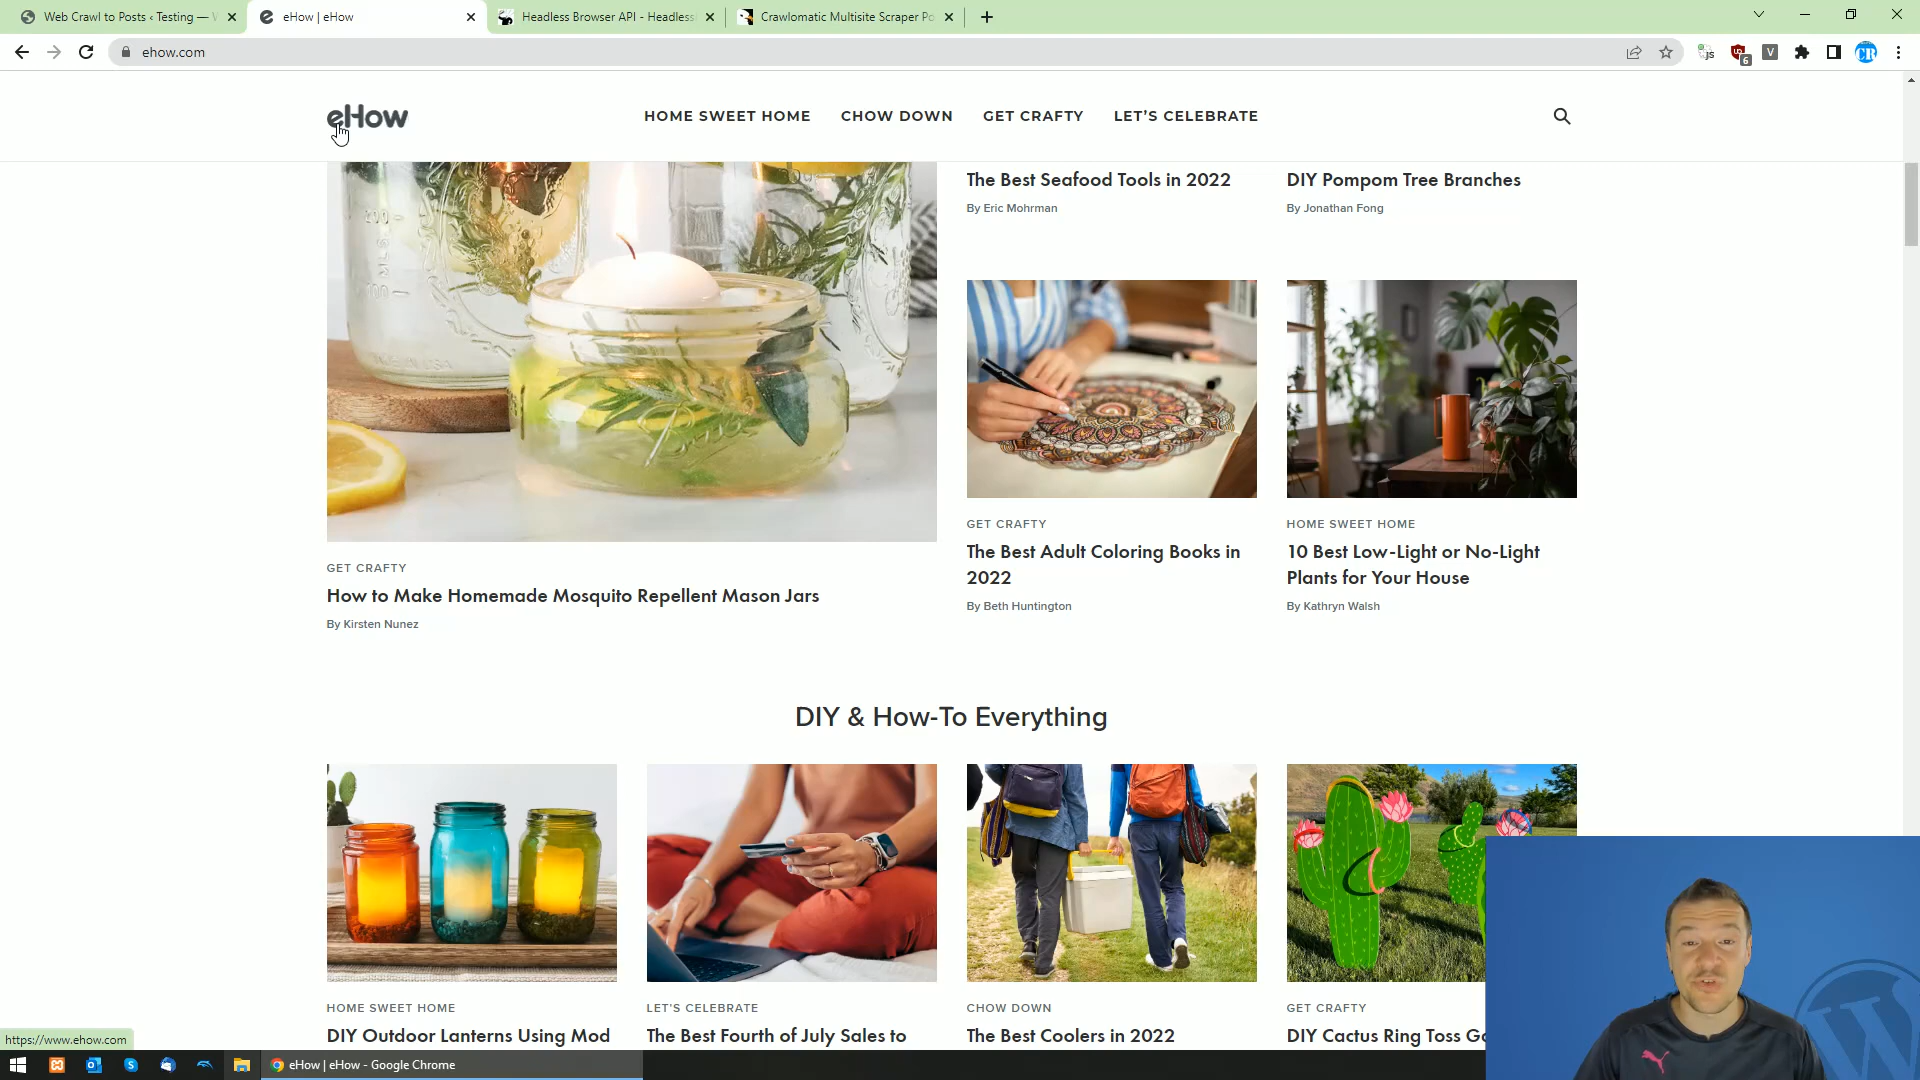 Web Crawl to Posts ‹ Testing —
eHow | eHow
Headless Browser API - Headless
Crawlomatic Multisite Scraper Po
ehow.com
JS
6
V
CR
eHow
HOME SWEET HOME
CHOW DOWN
GET CRAFTY
LET'S CELEBRATE
The Best Seafood Tools in 2022
By Eric Mohrman
DIY Pompom Tree Branches
By Jonathan Fong
GET CRAFTY
How to Make Homemade Mosquito Repellent Mason Jars
By Kirsten Nunez
GET CRAFTY
The Best Adult Coloring Books in
2022
By Beth Huntington
HOME SWEET HOME
10 Best Low-Light or No-Light
Plants for Your House
By Kathryn Walsh
DIY & How-To Everything
HOME SWEET HOME
DIY Outdoor Lanterns Using Mod
LET'S CELEBRATE
The Best Fourth of July Sales to
CHOW DOWN
The Best Coolers in 2022
GET CRAFTY
DIY Cactus Ring Toss
https://www.ehow.com
eHow | eHow - Google Chrome